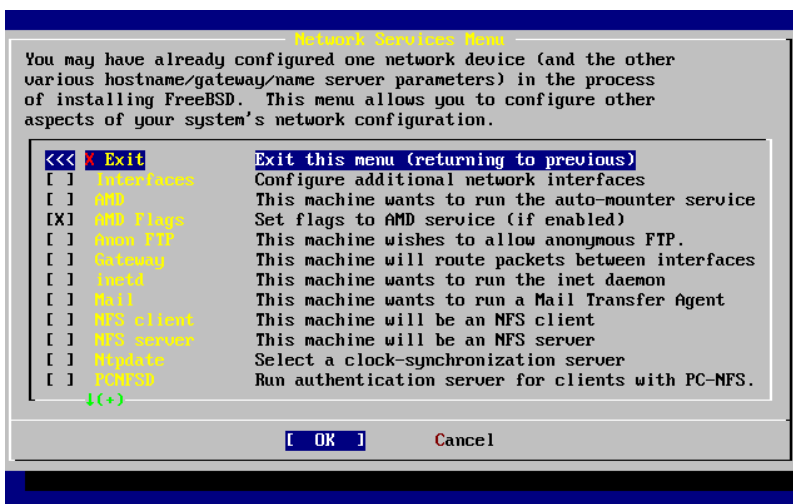 Network Services Menu
You may have already configured one network device (and the other
various hostname/gateway/name server parameters) in the process
of installing FreeBSD.  This menu allows you to configure other
aspects of your system's network configuration.
<<< X Exit Exit this menu (returning to previous)
[ ] Interfaces Configure additional network interfaces
[ ] AMD This machine wants to run the auto-mounter service
[X] AMD Flags Set flags to AMD service (if enabled)
[ ] Anon FTP This machine wishes to allow anonymous FTP.
[ ] Gateway This machine will route packets between interfaces
[ ] inetd This machine wants to run the inet daemon
[ ] Mail This machine wants to run a Mail Transfer Agent
[ ] NFS client This machine will be an NFS client
[ ] NFS server This machine will be an NFS server
[ ] Ntpdate Select a clock-synchronization server
[ ] PCNFSD Run authentication server for clients with PC-NFS.
↓(+)
[ OK ] Cancel